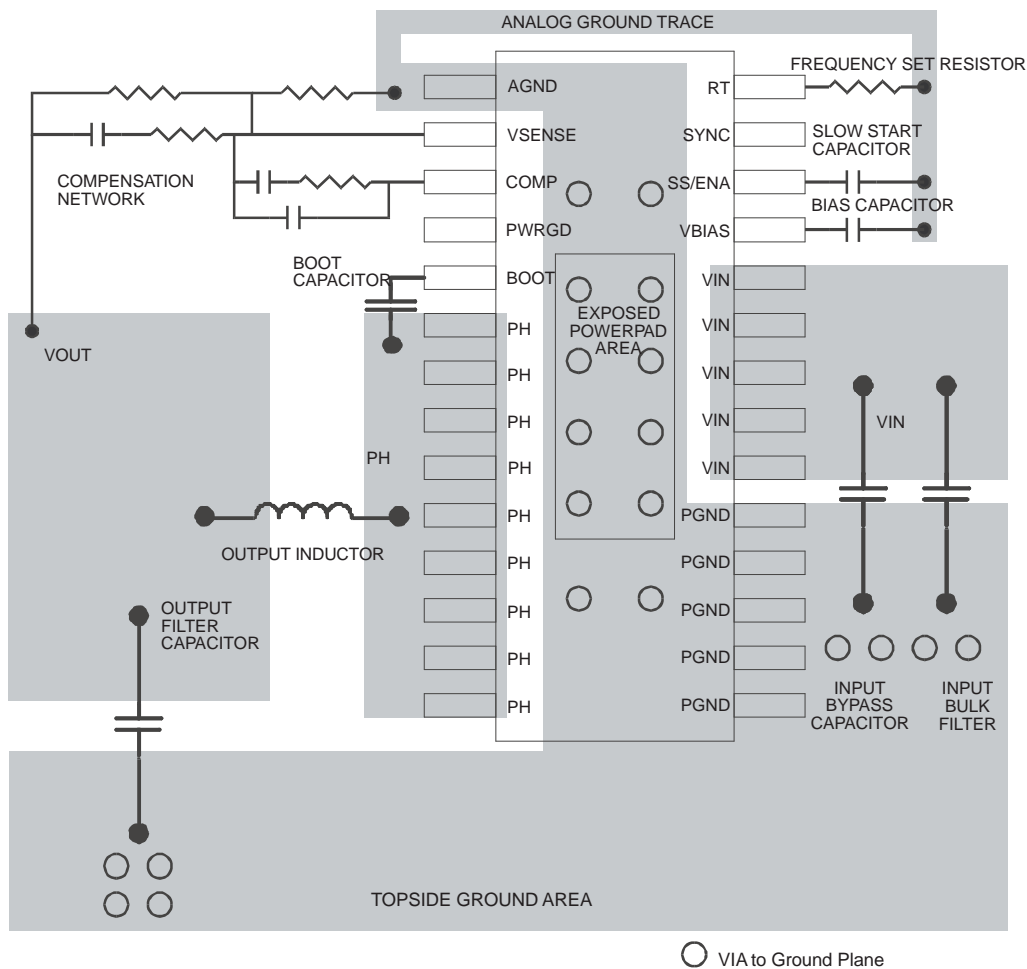 ANALOG GROUND TRACE
FREQUENCY SET RESISTOR
AGND
RT
VSENSE
SYNC
SLOW START
CAPACITOR
COMPENSATION
NETWORK
COMP
SS/ENA
BIAS CAPACITOR
PWRGD
VBIAS
BOOT
CAPACITOR
BOOT
VIN
EXPOSED
POWERPAD
AREA
PH
VIN
VOUT
PH
VIN
PH
VIN
VIN
PH
PH
VIN
PH
PGND
OUTPUT INDUCTOR
PH
PGND
OUTPUT
FILTER
CAPACITOR
PH
PGND
PH
PGND
PH
PGND
INPUT
BYPASS
CAPACITOR
INPUT
BULK
FILTER
TOPSIDE GROUND AREA
VIA to Ground Plane